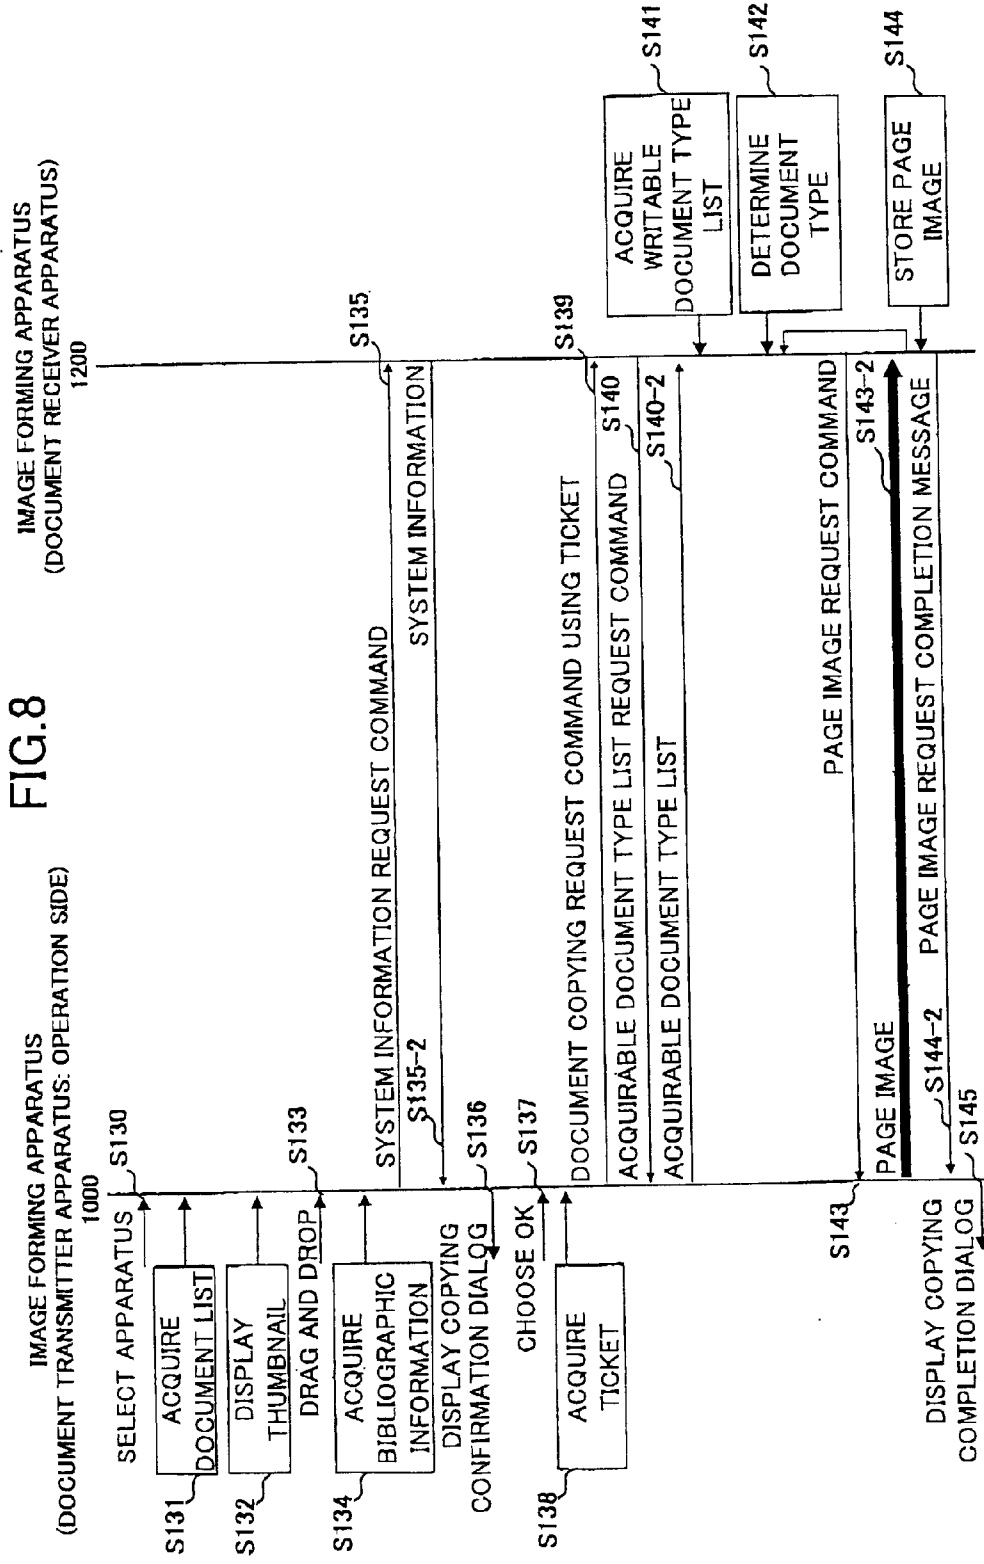 FIG.8
IMAGE FORMING APPARATUS
(DOCUMENT TRANSMITTER APPARATUS: OPERATION SIDE)
1000
IMAGE FORMING APPARATUS
(DOCUMENT RECEIVER APPARATUS)
1200
SELECT APPARATUS
S130
ACQUIRE
DOCUMENT LIST
S131
DISPLAY
THUMBNAIL
S132
DRAG AND DROP
S133
ACQUIRE
BIBLIOGRAPHIC
INFORMATION
S134
SYSTEM INFORMATION REQUEST COMMAND
S135
S135-2
SYSTEM INFORMATION
DISPLAY COPYING
CONFIRMATION DIALOG
S136
CHOOSE OK
S137
ACQUIRE
TICKET
S138
DOCUMENT COPYING REQUEST COMMAND USING TICKET
S139
ACQUIRABLE DOCUMENT TYPE LIST REQUEST COMMAND
S140
ACQUIRABLE DOCUMENT TYPE LIST
S140-2
ACQUIRE
WRITABLE
DOCUMENT TYPE
LIST
S141
DETERMINE
DOCUMENT
TYPE
S142
PAGE IMAGE REQUEST COMMAND
S143
PAGE IMAGE
S143-2
STORE PAGE
IMAGE
S144
S144-2
PAGE IMAGE REQUEST COMPLETION MESSAGE
DISPLAY COPYING
COMPLETION DIALOG
S145